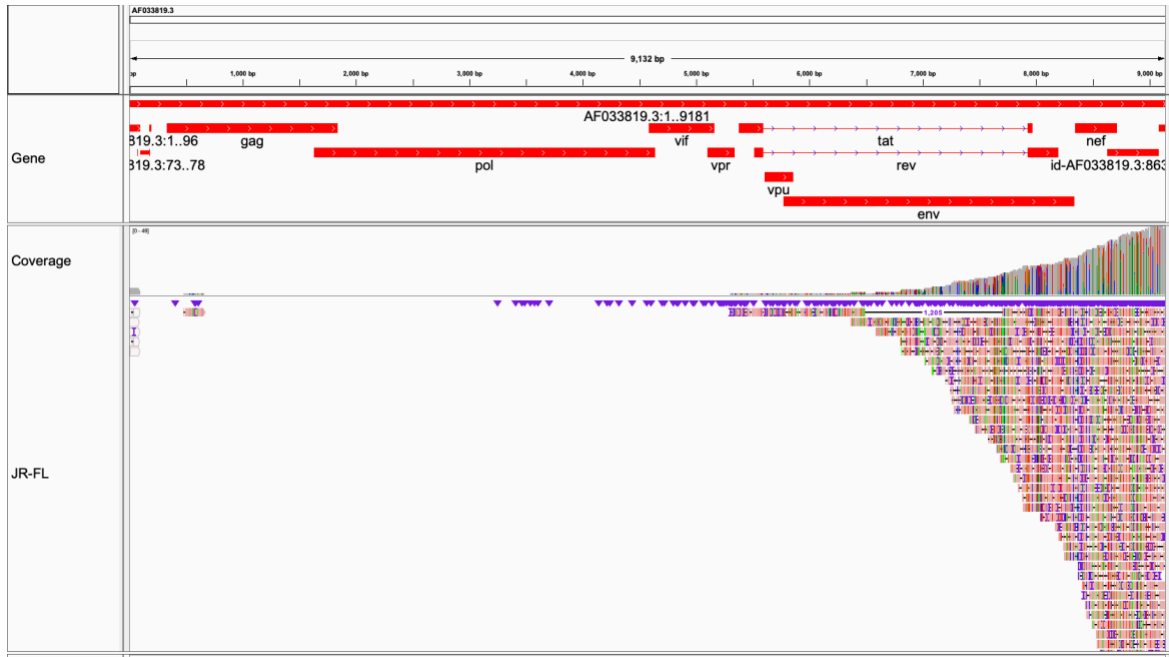 AF033819.3
9,132 bp
bp 1,000 bp 2,000 bp 3,000 bp 4,000 bp 5,000 bp 6,000 bp 7,000 bp 8,000 bp 9,000 bp
Gene
AF033819.3:1..9181
319.3:1..96 gag vif tat nef
319.3:73..78 pol vpr rev id-AF033819.3:863
vpu
env
Coverage
[0 - 49]
1,205
JR-FL